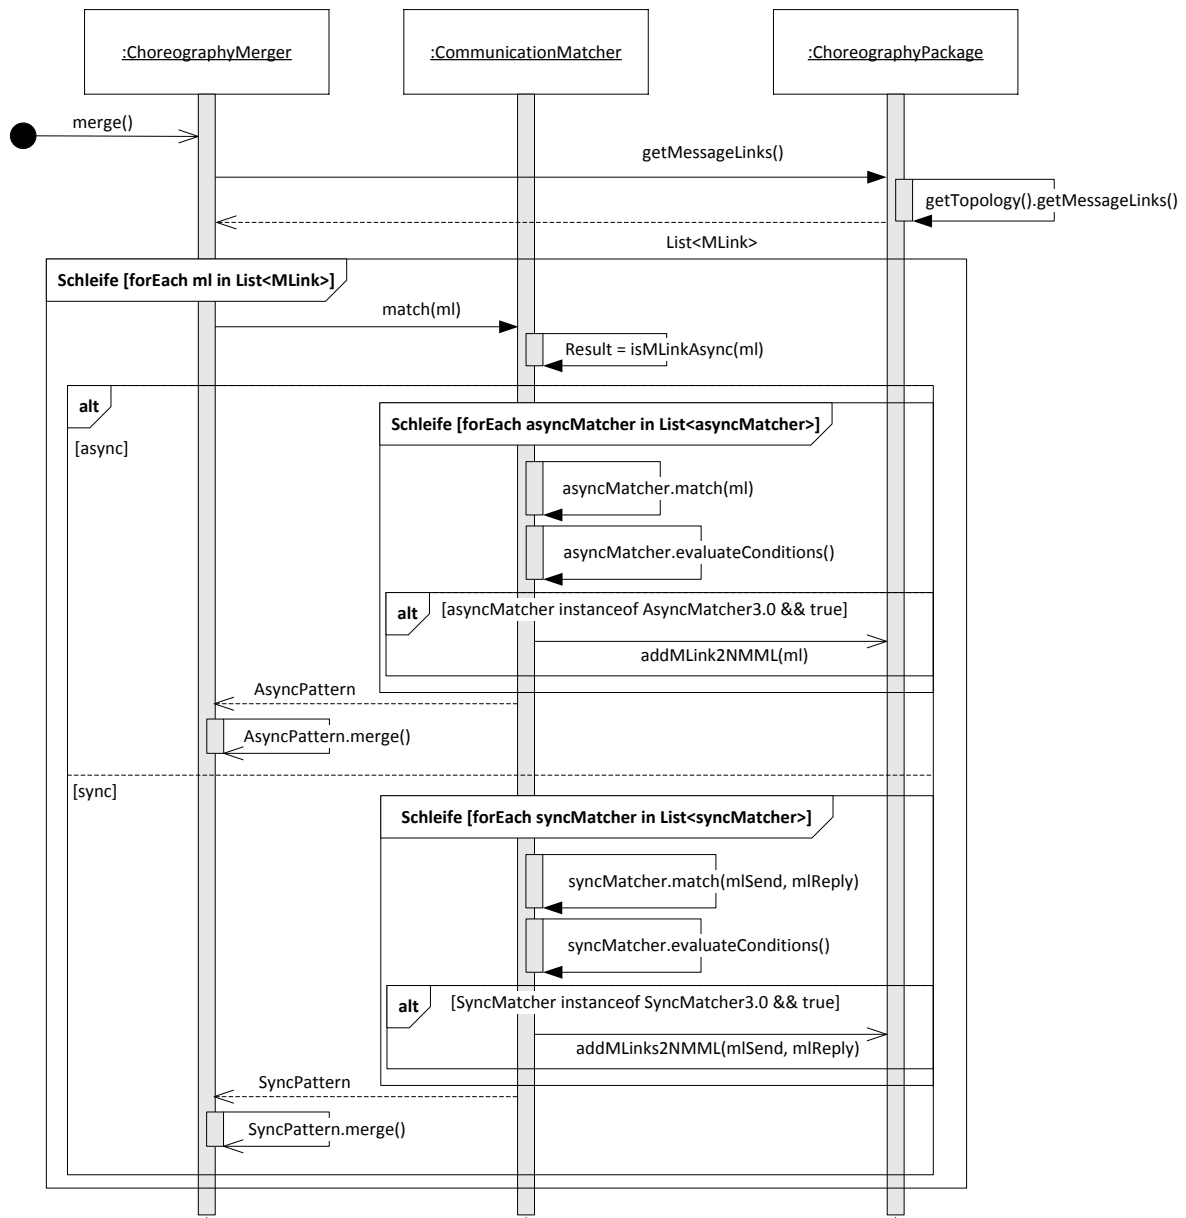 :ChoreographyMerger
:CommunicationMatcher
:ChoreographyPackage
merge()
getMessageLinks()
getTopology().getMessageLinks()
List<MLink>
Schleife [forEach ml in List<MLink>]
match(ml)
Result = isMLinkAsync(ml)
alt
[async]
Schleife [forEach asyncMatcher in List<asyncMatcher>]
asyncMatcher.match(ml)
asyncMatcher.evaluateConditions()
alt
[asyncMatcher instanceof AsyncMatcher3.0 && true]
addMLink2NMML(ml)
AsyncPattern
AsyncPattern.merge()
[sync]
Schleife [forEach syncMatcher in List<syncMatcher>]
syncMatcher.match(mlSend, mlReply)
syncMatcher.evaluateConditions()
alt
[SyncMatcher instanceof SyncMatcher3.0 && true]
addMLinks2NMML(mlSend, mlReply)
SyncPattern
SyncPattern.merge()